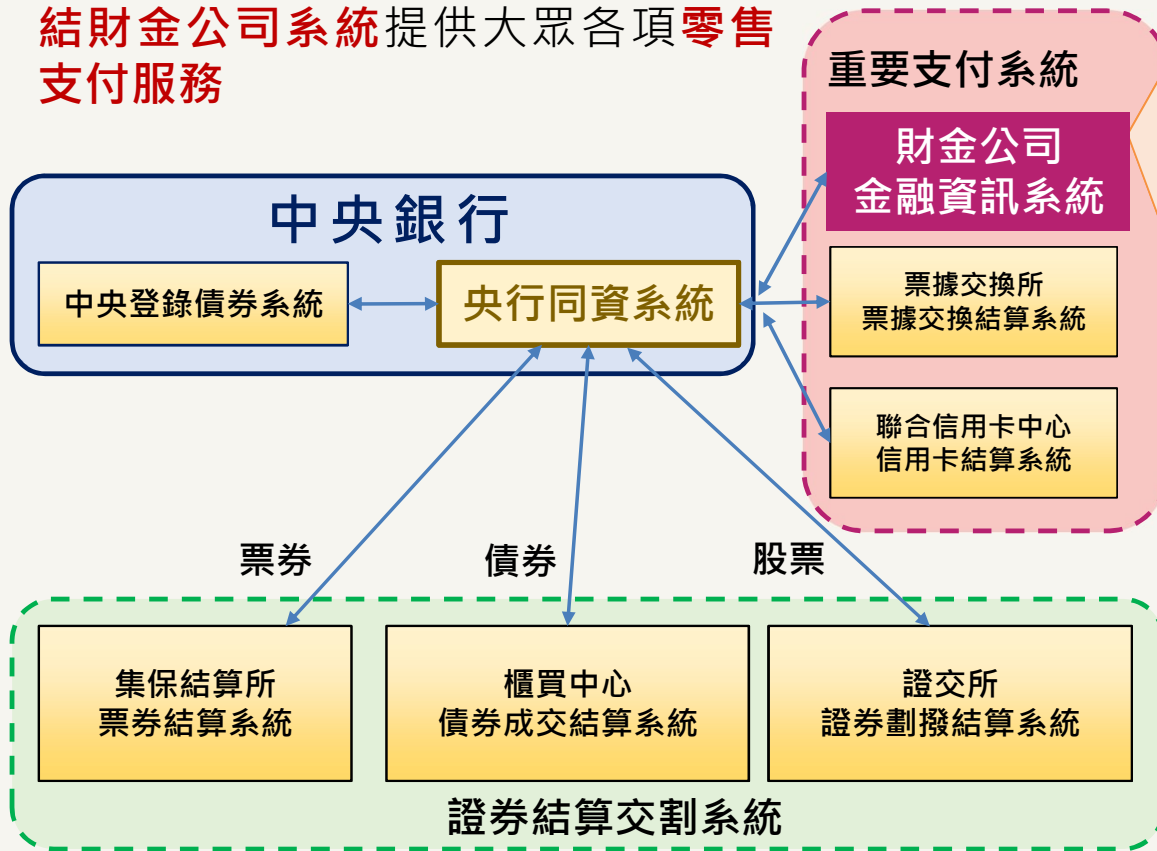 結財金公司系統提供大眾各項零售
支付服務
重要支付系統
財金公司
金融資訊系統
中央銀行
中央登錄債券系統
央行同資系統
票據交換所
票據交換結算系統
聯合信用卡中心
信用卡結算系統
票券
債券
股票
集保結算所
票券結算系統
櫃買中心
債券成交結算系統
證交所
證券劃撥結算系統
證券結算交割系統